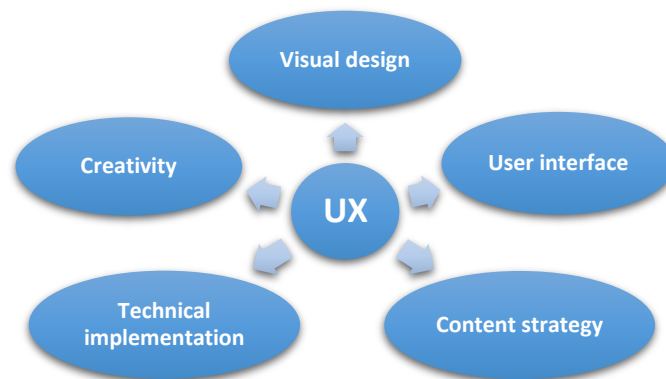 Visual design
Creativity
User interface
UX
Technical
implementation
Content strategy